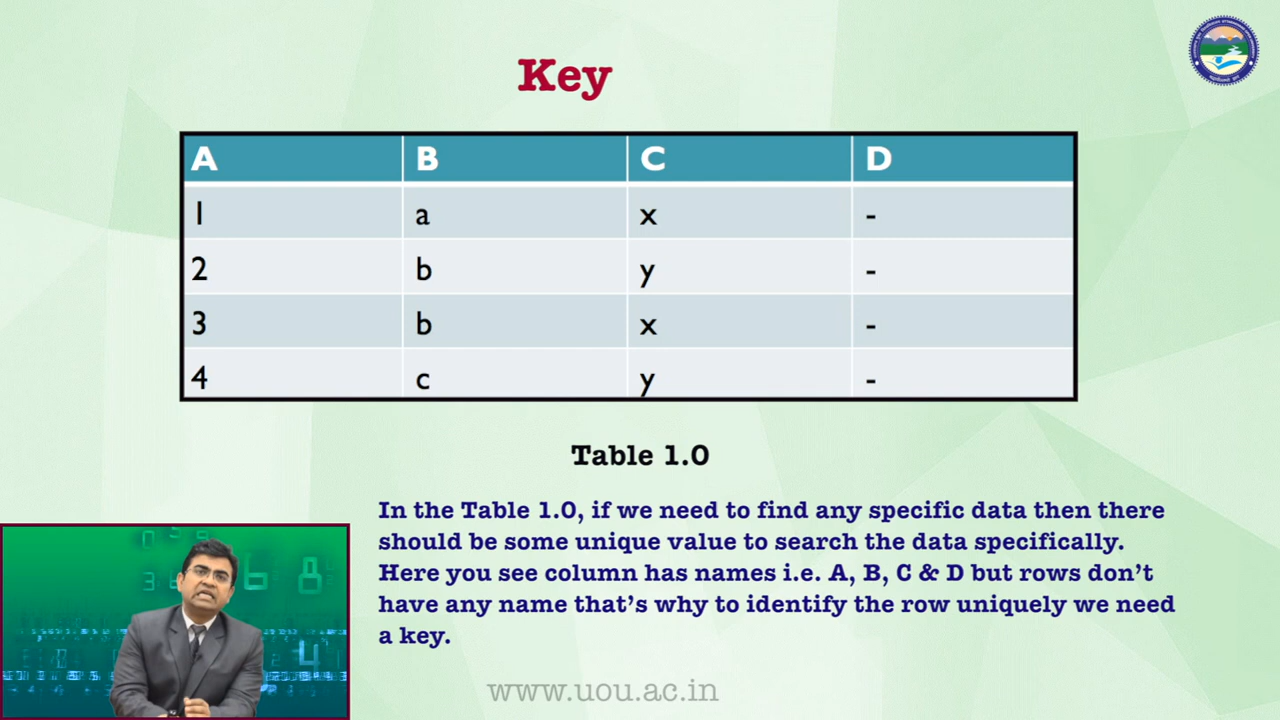 Key
A B C D
1 a x -
2 b y -
3 b x -
4 c y -
Table 1.0
In the Table 1.0, if we need to find any specific data then there
should be some unique value to search the data specifically.
Here you see column has names i.e. A, B, C & D but rows don't
have any name that's why to identify the row uniquely we need
a key.
www.uou.ac.in